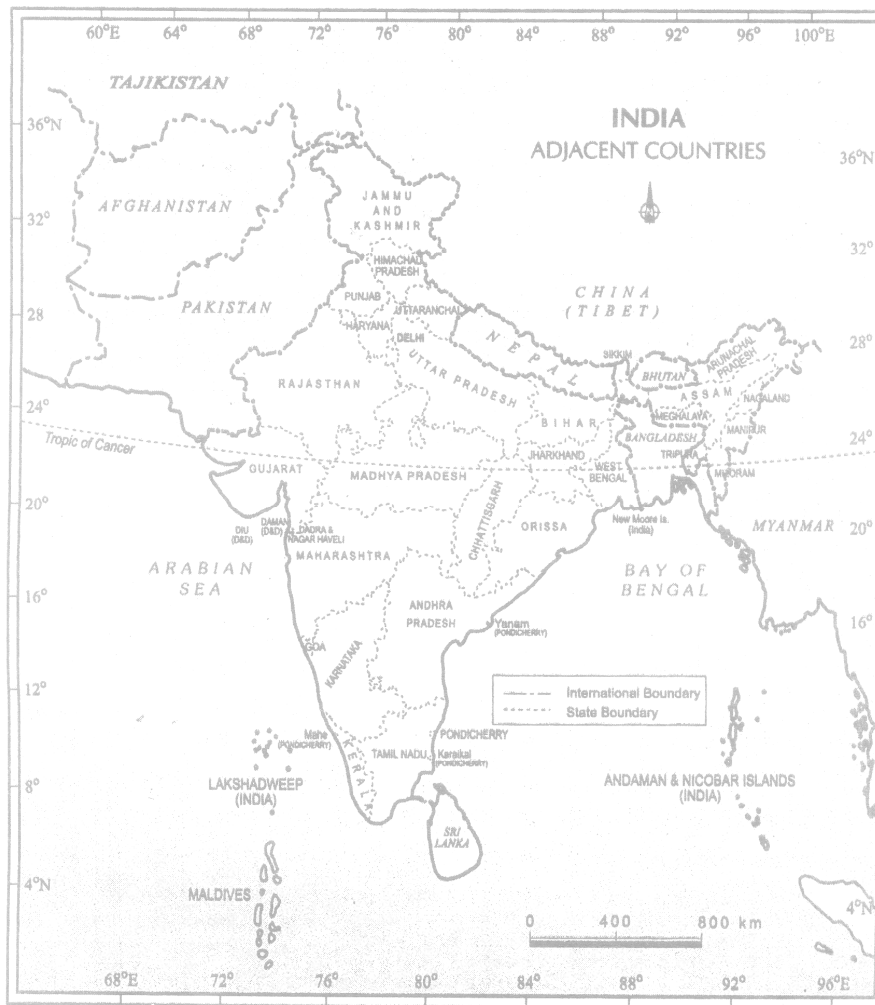 60°E 64° 68° 72° 76° 80° 84° 88° 92° 96° 100°E
TAJIKISTAN
INDIA
ADJACENT COUNTRIES
36°N
36°N
JAMMU
AND
KASHMIR
AFGHANISTAN
32°
32°
HIMACHAL
PRADESH
PAKISTAN
CHINA
(TIBET)
PUNJAB
UTTARANCHAL
HARYANA
DELHI
28
28°
NEPAL
SIKKIM
BHUTAN
ARUNACHAL
PRADESH
RAJASTHAN
UTTAR PRADESH
ASSAM
NAGALAND
24°
24°
MEGHALAYA
BIHAR
BANGLADESH
MANIPUR
Tropic of Cancer
JHARKHAND
TRIPURA
GUJARAT
WEST
BENGAL
MIZORAM
MADHYA PRADESH
20°
20°
CHHATTISGARH
ORISSA
New Moore Is.
(India)
MYANMAR
DIU
(D&D)
DAMAN
(D&D)
DADRA &
NAGAR HAVELI
MAHARASHTRA
ARABIAN
SEA
BAY OF
BENGAL
16°
16°
ANDHRA
PRADESH
Yanam
(PONDICHERRY)
GOA
KARNATAKA
12°
12°
International Boundary
State Boundary
Mahe
(PONDICHERRY)
PONDICHERRY
KERALA
TAMIL NADU
Karaikal
(PONDICHERRY)
8°
8°
LAKSHADWEEP
(INDIA)
ANDAMAN & NICOBAR ISLANDS
(INDIA)
SRI
LANKA
MALDIVES
4°N
4°N
0 400 800 km
68°E 72° 76° 80° 84° 88° 92° 96°E